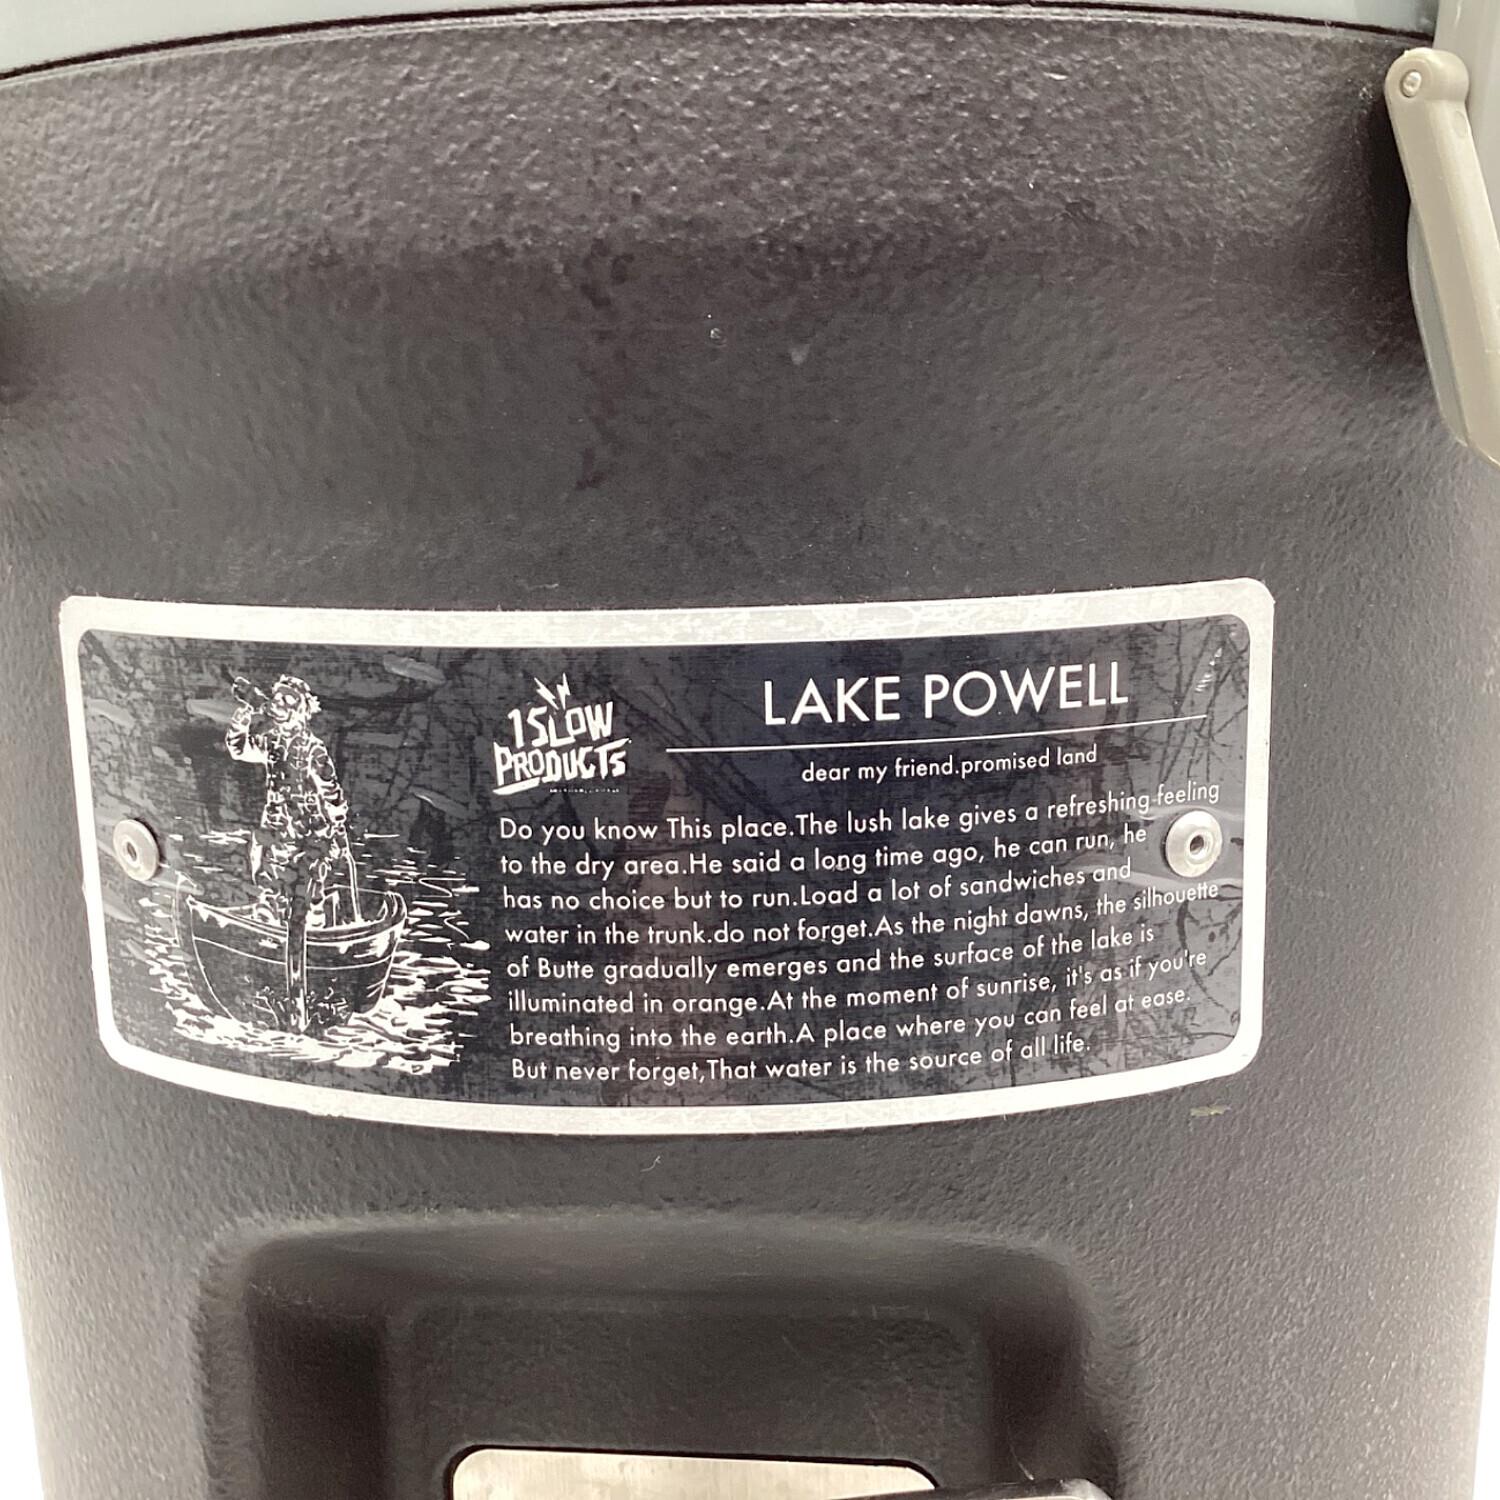 1SLOW
PRODUCTS
LAKE POWELL
dear my friend.promised land
Do you know This place.The lush lake gives a refreshing feeling
to the dry area.He said a long time ago, he can run, he
has no choice but to run.Load a lot of sandwiches and
water in the trunk.do not forget.As the night dawns, the silhouette
of Butte gradually emerges and the surface of the lake is
illuminated in orange.At the moment of sunrise, it's as if you're
breathing into the earth.A place where you can feel at ease.
But never forget,That water is the source of all life.